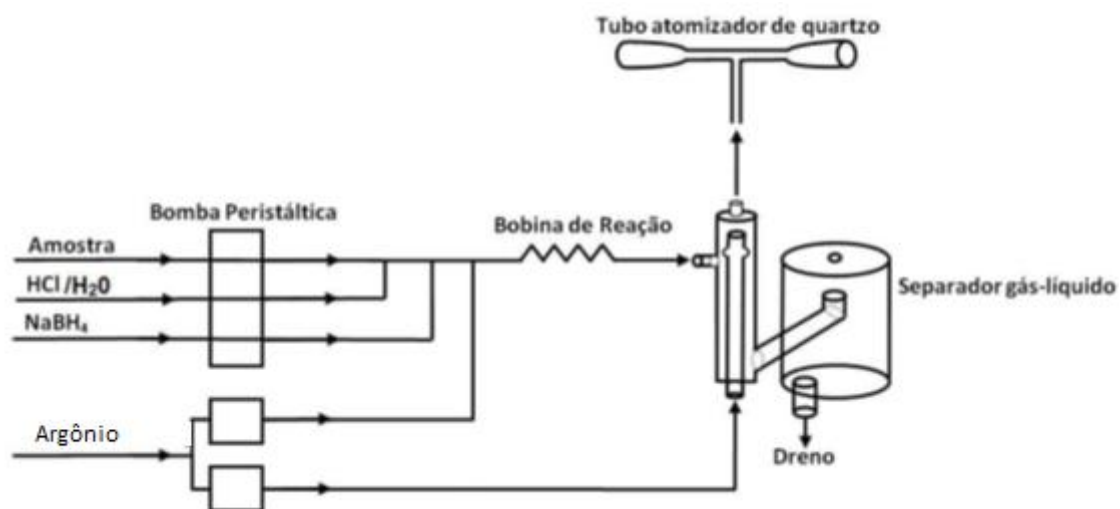 Tubo atomizador de quartzo
Bomba Peristáltica
Bobina de Reação
Amostra
HCl/H₂0
NaBH₄
Separador gás-líquido
Argônio
Dreno